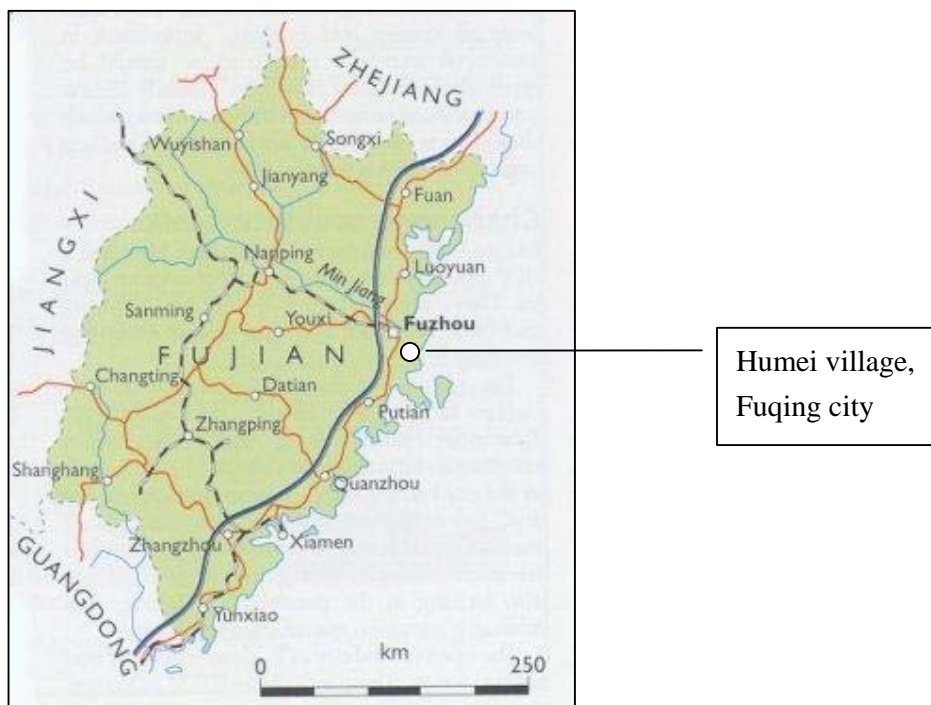 ZHEJIANG
Wuyishan
Songxi
Jianyang
Fuan
JIANGXI
Nanping
Min Jiang
Luoyuan
Sanming
Youxi
Fuzhou
FUJIAN
Humei village,
Fuqing city
Changting
Datian
Putian
Zhangping
Shanghang
Quanzhou
Zhangzhou
Xiamen
GUANGDONG
Yunxiao
0 km 250